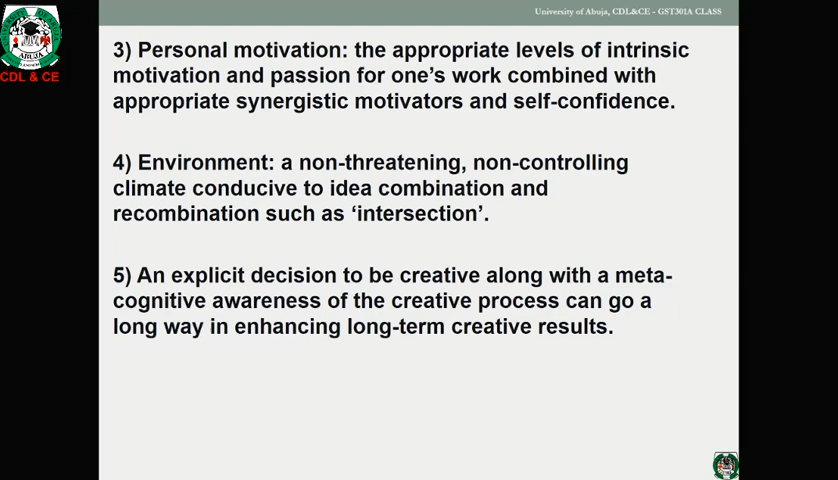 University of Abuja, CDL&CE - GST301A CLASS
ABUJA
CDL & CE
3) Personal motivation: the appropriate levels of intrinsic
motivation and passion for one's work combined with
appropriate synergistic motivators and self-confidence.
4) Environment: a non-threatening, non-controlling
climate conducive to idea combination and
recombination such as ‘intersection’.
5) An explicit decision to be creative along with a meta-
cognitive awareness of the creative process can go a
long way in enhancing long-term creative results.